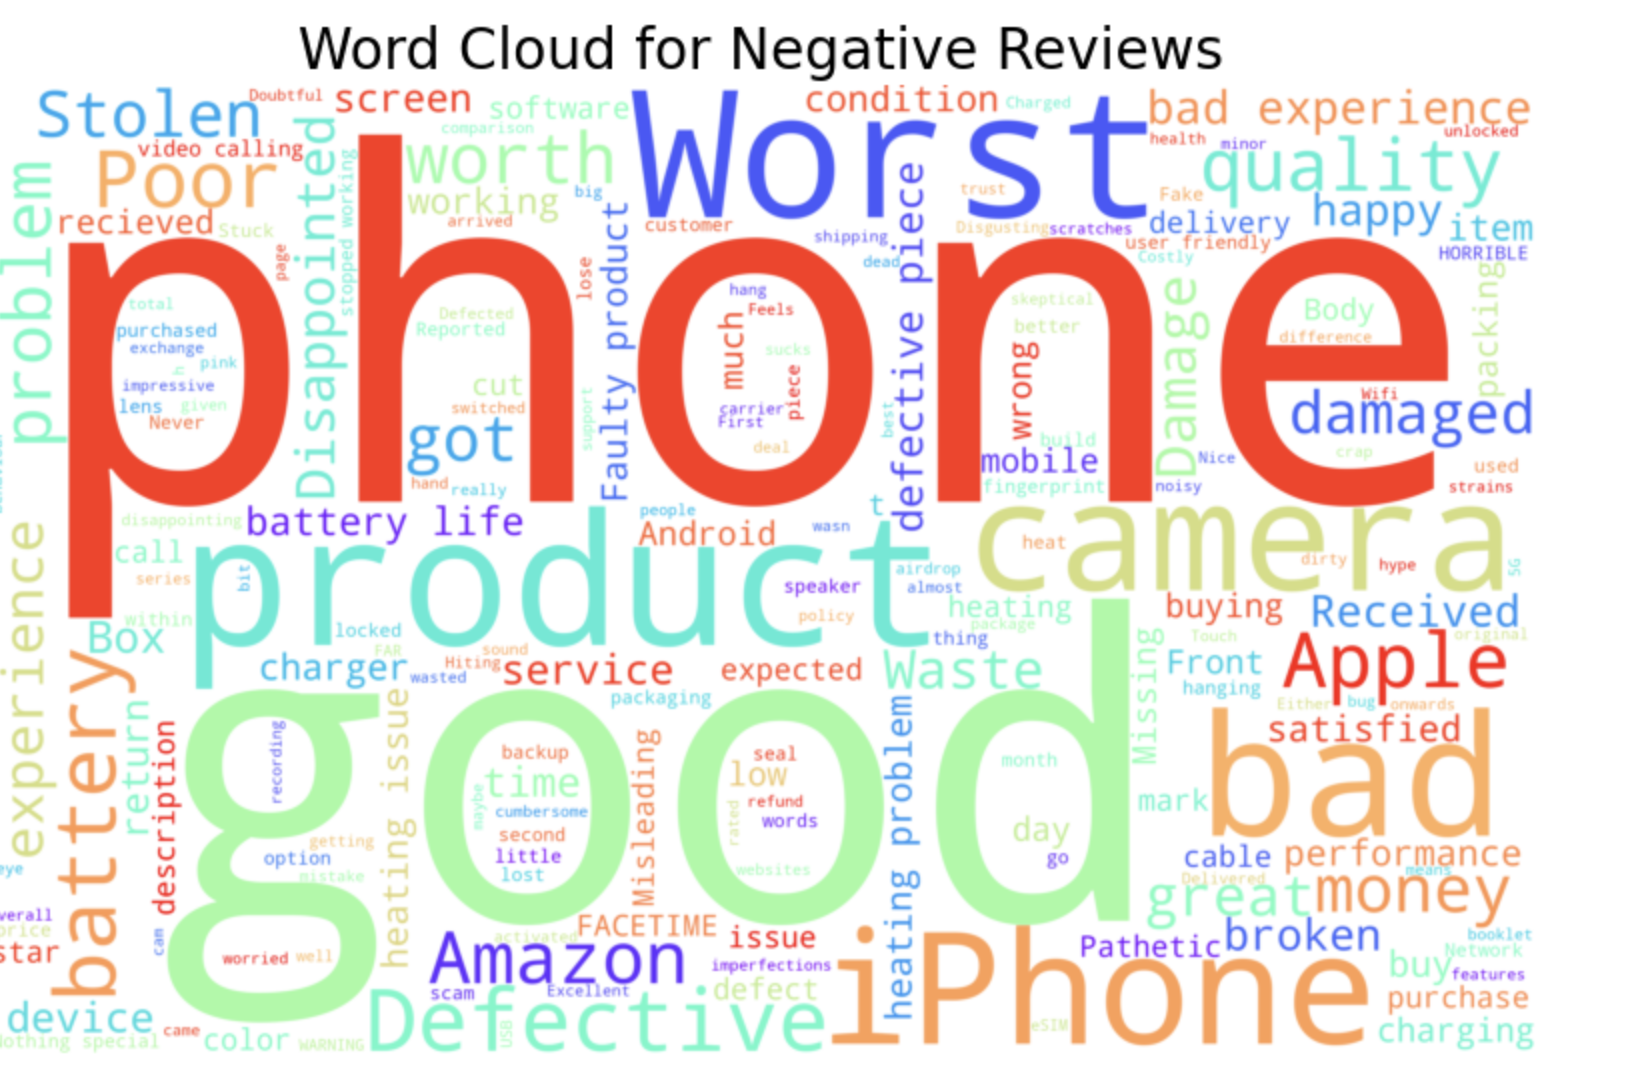 Word Cloud for Negative Reviews
Stolen
Doubtful
screen
software
Worst
condition
Charged
bad experience
comparison
unlocked
video calling
worth
health
minor
quality
Poor
problem
Disappointed
stopped working
working
big
trust
Fake
happy
recieved
Stuck
arrived
customer
Disgusting
scratches
delivery
item
page
lose
Faulty product
shipping
dead
defective piece
user friendly
Costly
HORRIBLE
phone
total
purchased
exchange
pink
impressive
lens
given
Never
Defected
Reported
cut
switched
got
hand
really
support
hang
Feels
much
sucks
piece
carrier
First
deal
best
skeptical
better
wrong
build
mobile
fingerprint
Damage
Nice
noisy
Body
difference
Wifi
damaged
crap
packing
used
strains
disappointing
battery life
people
Android
wasn
t
camera
heat
dirty
hype
5G
call
series
bit
product
speaker
airdrop
almost
policy
within
Box
locked
FAR
sound
heating
package
thing
buying
Received
Touch
original
experience
battery
charger
Hiting
wasted
service
expected
Waste
Missing
Front
hanging
Apple
packaging
Either
bug
onwards
return
description
good
recording
heating issue
backup
time
maybe
cumbersome
second
little
lost
Misleading
seal
low
rated
refund
words
websites
heating problem
month
day
go
mark
satisfied
bad
getting
option
mistake
cable
performance
Delivered
means
great
money
star
cam
worried
well
activated
FACETIME
Amazon
issue
imperfections
scam
Excellent
defect
iPhone
Pathetic
broken
booklet
Network
buy
features
purchase
device
came
color
WARNING
Defective
USB
eSIM
charging